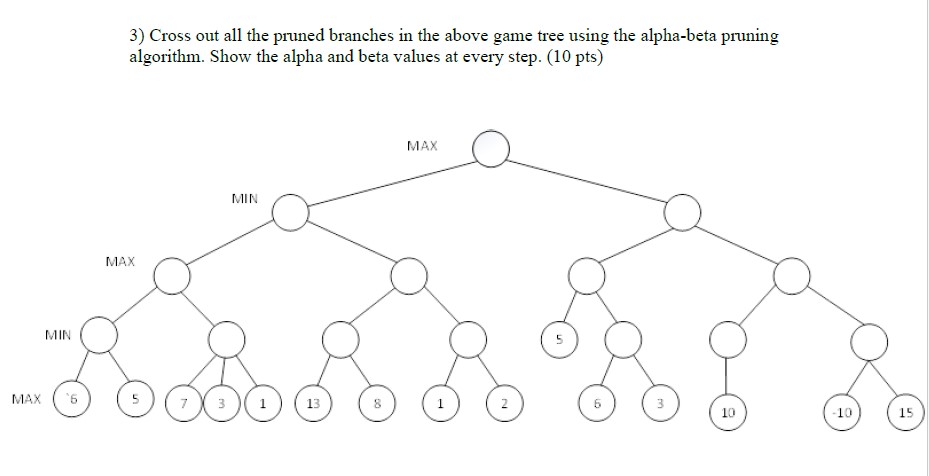 3) Cross out all the pruned branches in the above game tree using the alpha-beta pruning
algorithm. Show the alpha and beta values at every step. (10 pts)
MAX
MIN
MAX
MIN
5
MAX `6 5 7 3 1 13 8 1 2 6 3 10 -10 15